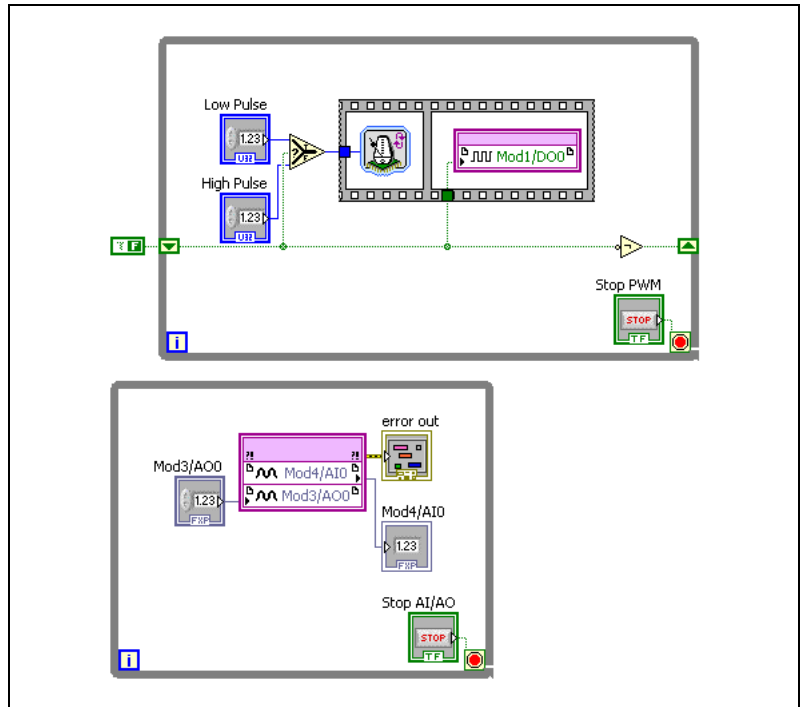 Low Pulse
1.23
U32
High Pulse
1.23
U32
T
?
F
Mod1/DO0
F
Stop PWM
STOP
TF
i
error out
Mod3/AO0
1.23
FXP
?!
?!
Mod4/AI0
Mod3/AO0
Mod4/AI0
1.23
FXP
Stop AI/AO
STOP
TF
i